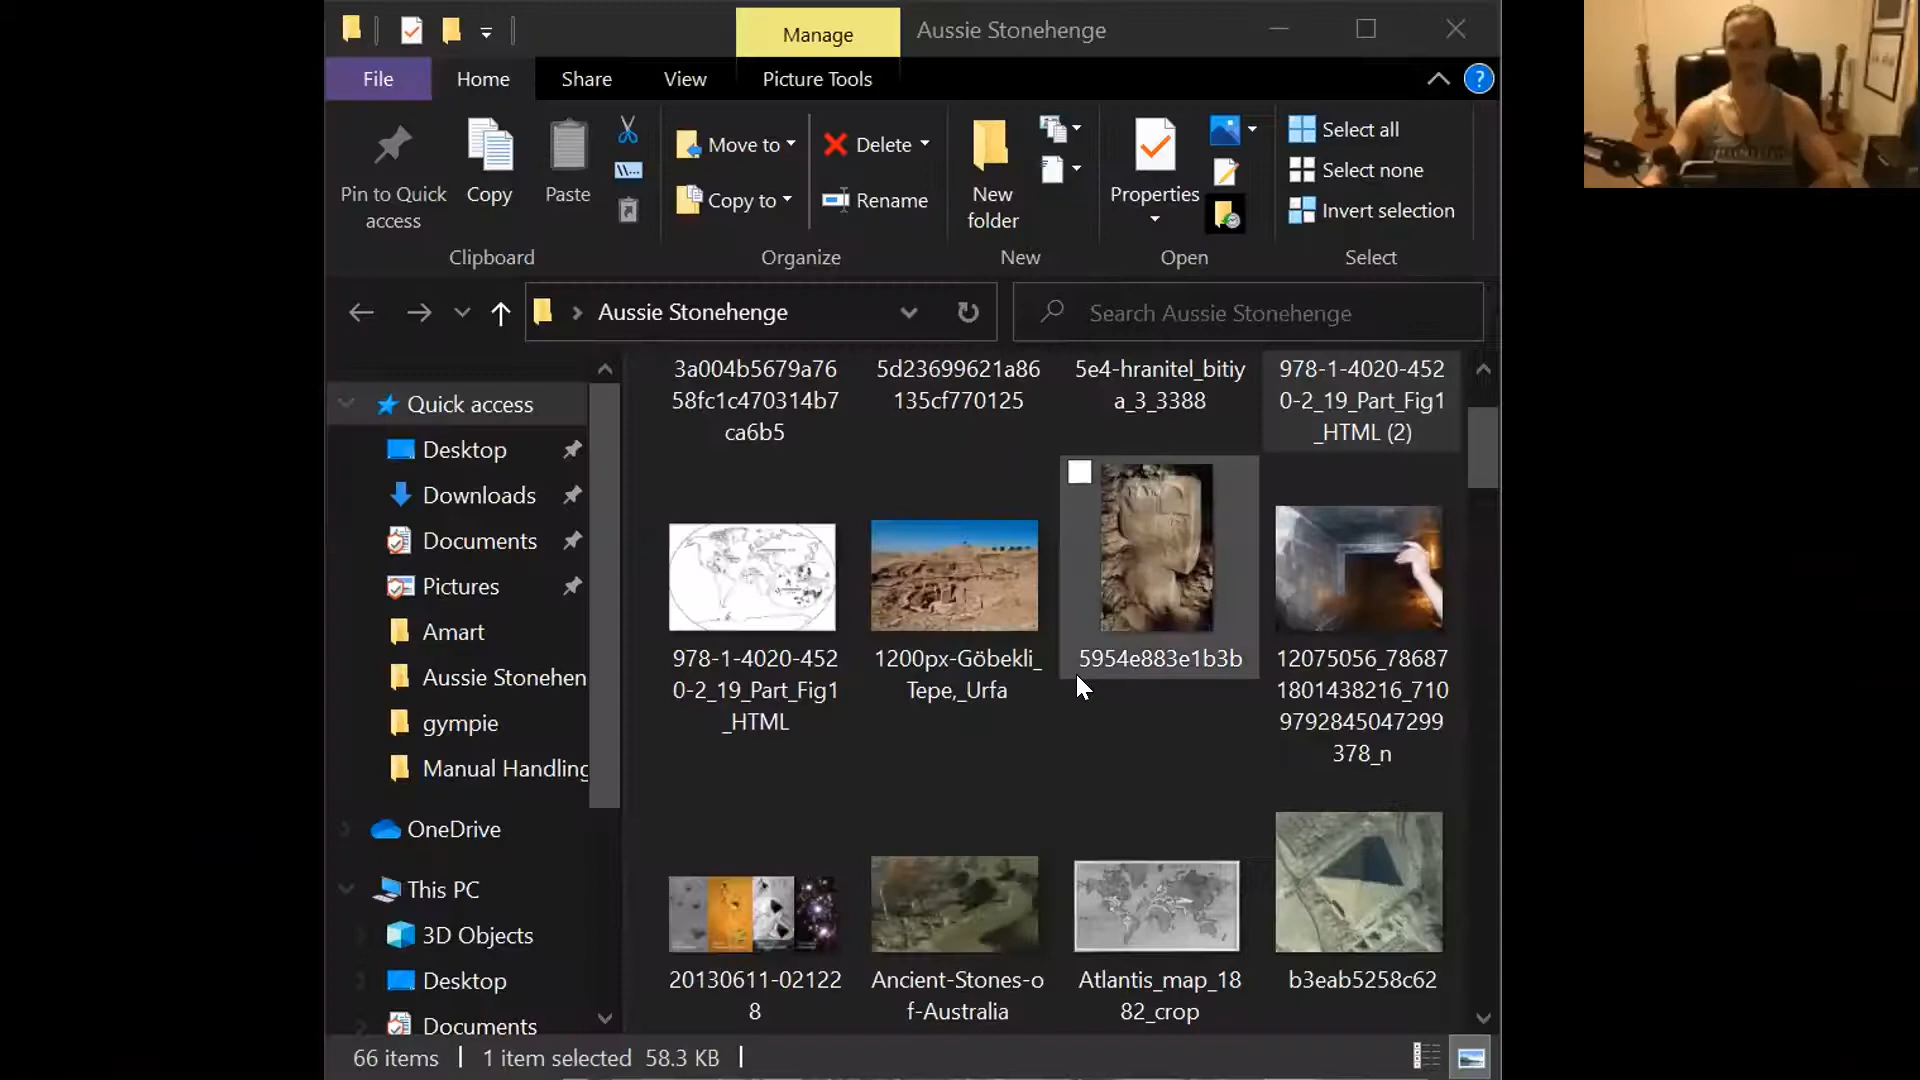 Manage
Aussie Stonehenge
File
Home
Share
View
Picture Tools
?
Pin to Quick
access
Copy
Paste
Move to
Copy to
Delete
Rename
New
folder
Properties
Select all
Select none
Invert selection
Clipboard
Organize
New
Open
Select
Aussie Stonehenge
Search Aussie Stonehenge
Quick access
Desktop
Downloads
Documents
Pictures
Amart
Aussie Stonehen
gympie
Manual Handling
OneDrive
This PC
3D Objects
Desktop
Documents
3a004b5679a76
58fc1c470314b7
ca6b5
5d23699621a86
135cf770125
5e4-hranitel_bitiy
a_3_3388
978-1-4020-452
0-2_19_Part_Fig1
_HTML (2)
978-1-4020-452
0-2_19_Part_Fig1
_HTML
1200px-Göbekli_
Tepe,_Urfa
5954e883e1b3b
12075056_78687
1801438216_710
9792845047299
378_n
20130611-02122
8
Ancient-Stones-o
f-Australia
Atlantis_map_18
82_crop
b3eab5258c62
66 items
1 item selected
58.3 KB